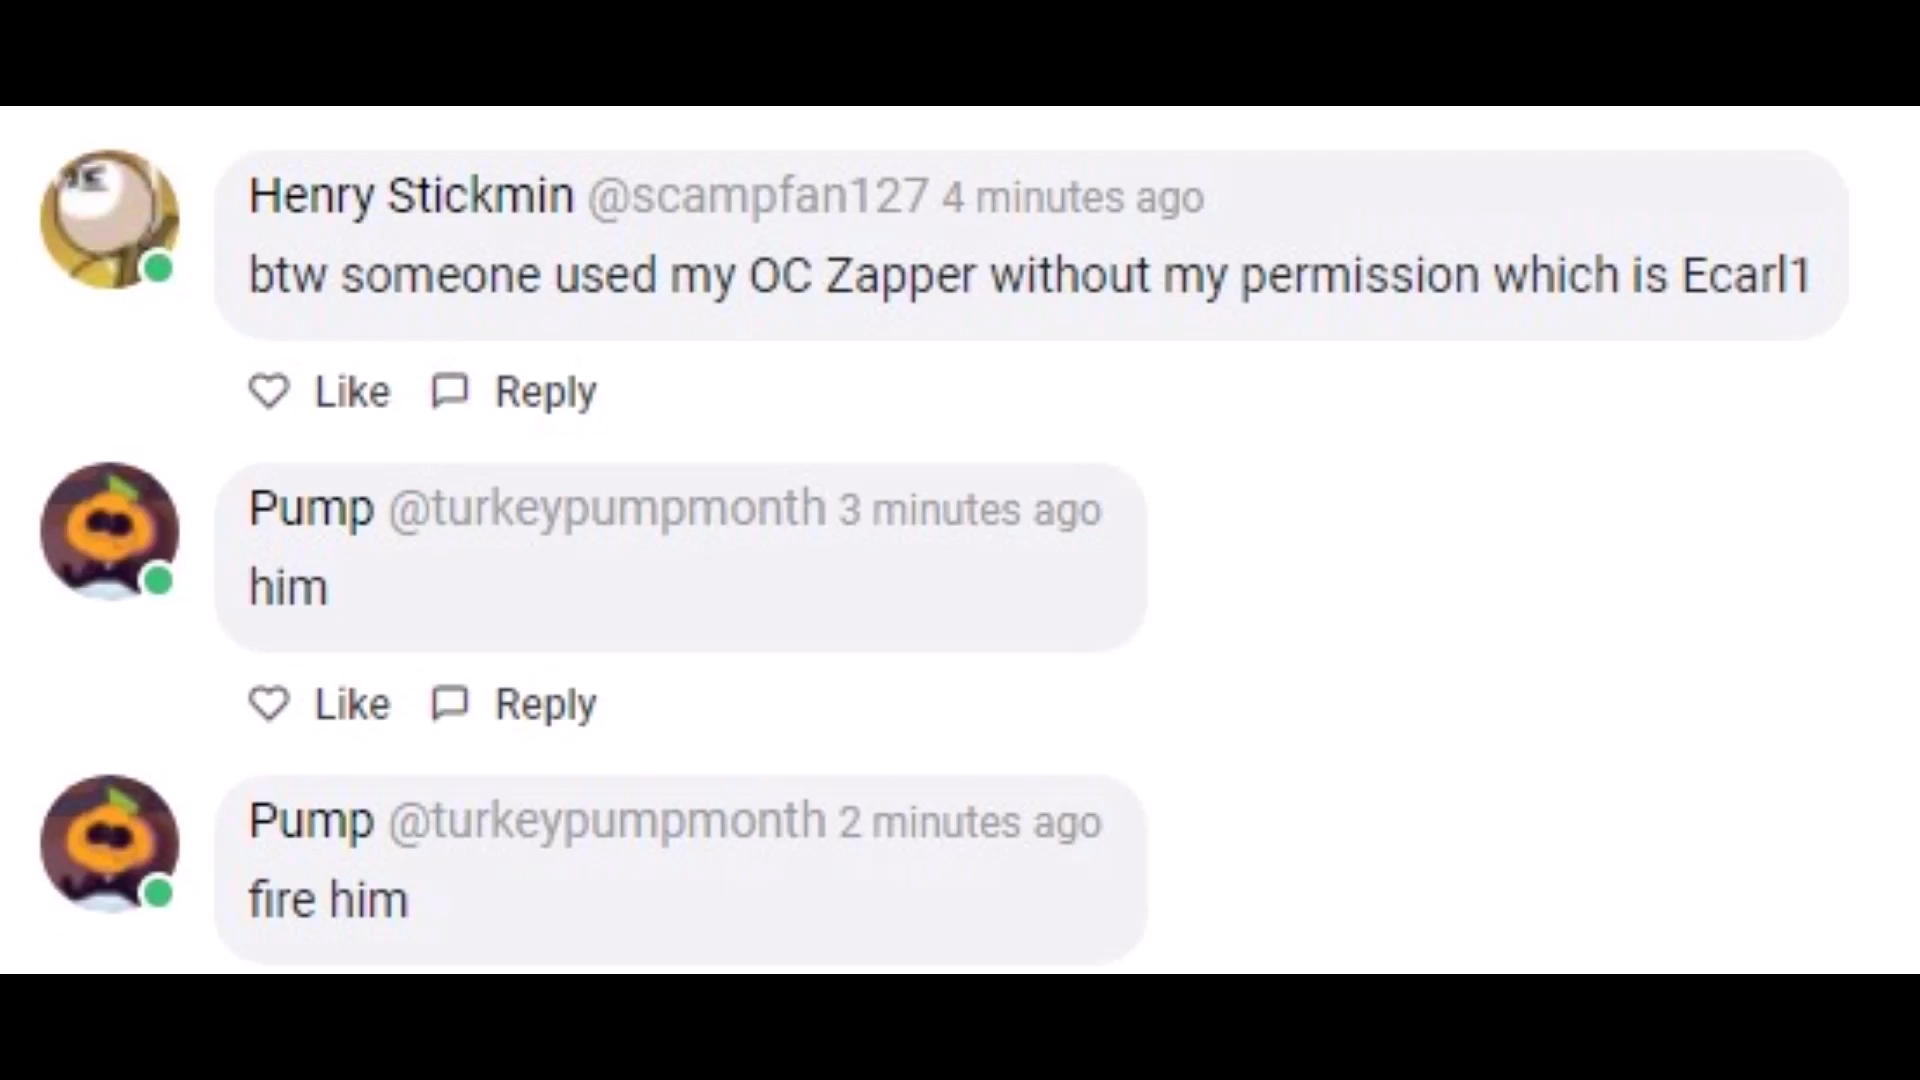 Henry Stickmin @scampfan127 4 minutes ago
btw someone used my OC Zapper without my permission which is Ecarl1
Like Reply
Pump @turkeypumpmonth 3 minutes ago
him
Like Reply
Pump @turkeypumpmonth 2 minutes ago
fire him